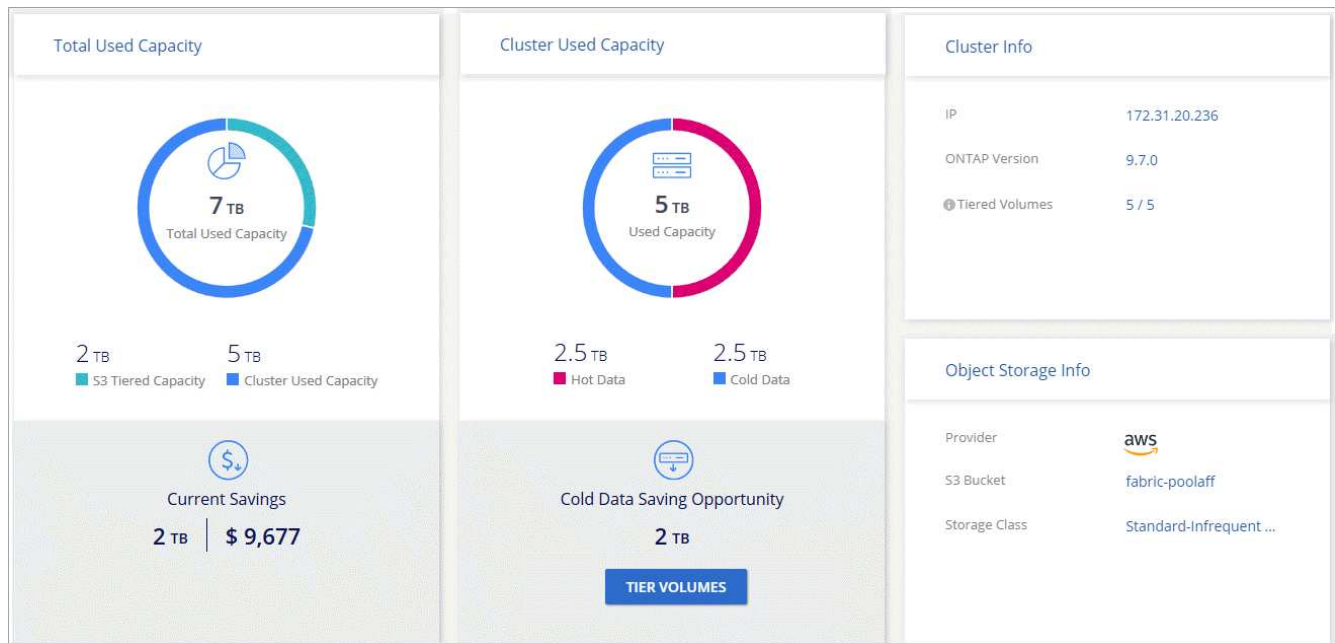 Total Used Capacity
7 TB
Total Used Capacity
2 TB
5 TB
S3 Tiered Capacity
Cluster Used Capacity
Current Savings
2 TB
$ 9,677
Cluster Used Capacity
5 TB
Used Capacity
2.5 TB
2.5 TB
Hot Data
Cold Data
Cold Data Saving Opportunity
2 TB
TIER VOLUMES
Cluster Info
IP 172.31.20.236
ONTAP Version 9.7.0
Tiered Volumes 5 / 5
Object Storage Info
Provider aws
S3 Bucket fabric-poolaff
Storage Class Standard-Infrequent ...